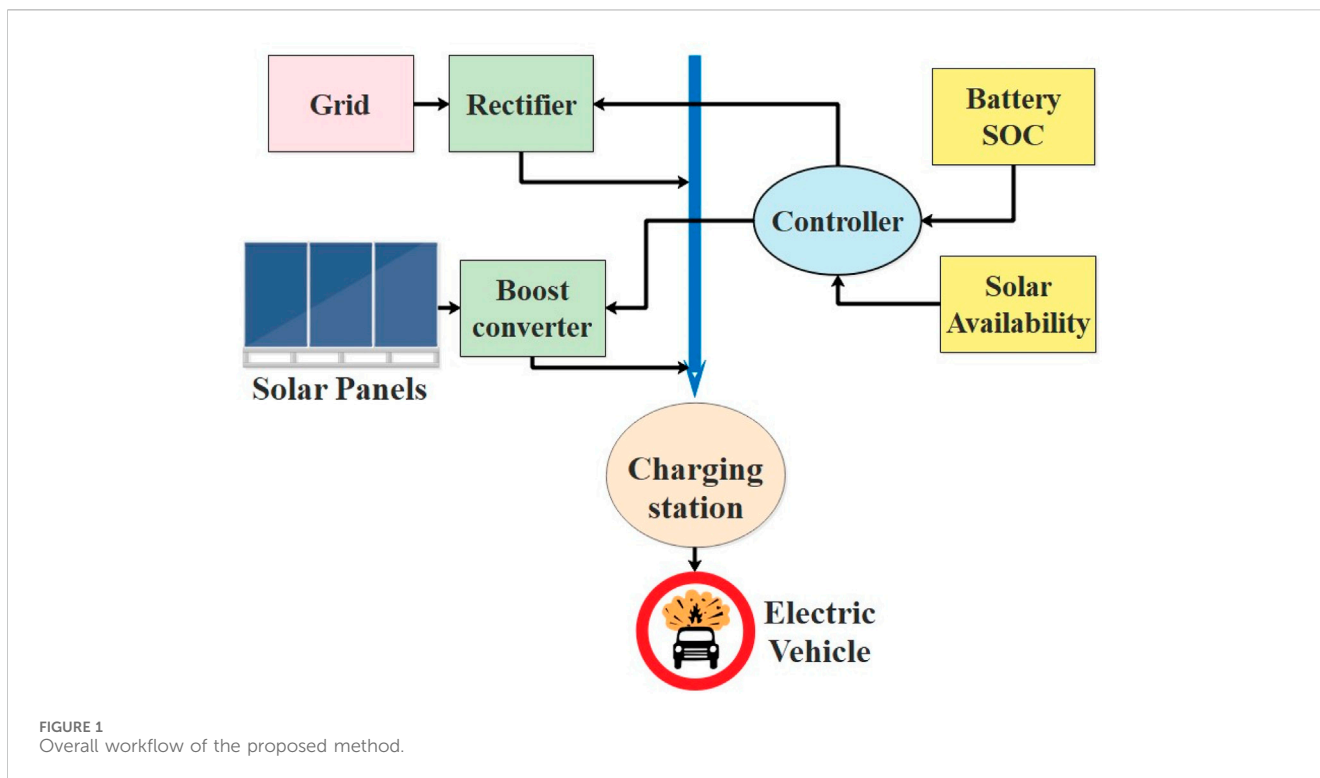 Grid
Rectifier
Battery
SOC
Controller
Boost
converter
Solar
Availability
Solar Panels
Charging
station
Electric
Vehicle
FIGURE 1
Overall workflow of the proposed method.